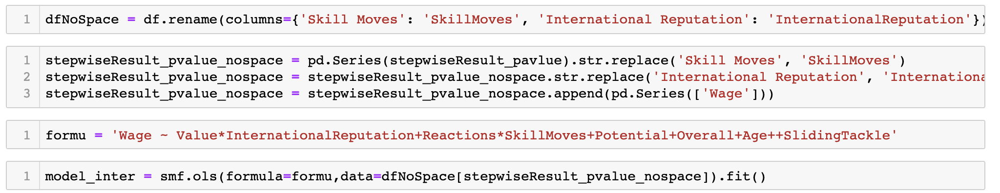 1 dfNoSpace = df.rename(columns={'Skill Moves': 'SkillMoves', 'International Reputation': 'InternationalReputation'})
1 stepwiseResult_pvalue_nospace = pd.Series(stepwiseResult_pavlue).str.replace('Skill Moves', 'SkillMoves')
2 stepwiseResult_pvalue_nospace = stepwiseResult_pvalue_nospace.str.replace('International Reputation', 'Internationa
3 stepwiseResult_pvalue_nospace = stepwiseResult_pvalue_nospace.append(pd.Series(['Wage']))
1 formu = 'Wage ~ Value*InternationalReputation+Reactions*SkillMoves+Potential+Overall+Age++SlidingTackle'
1 model_inter = smf.ols(formula=formu,data=dfNoSpace[stepwiseResult_pvalue_nospace]).fit()